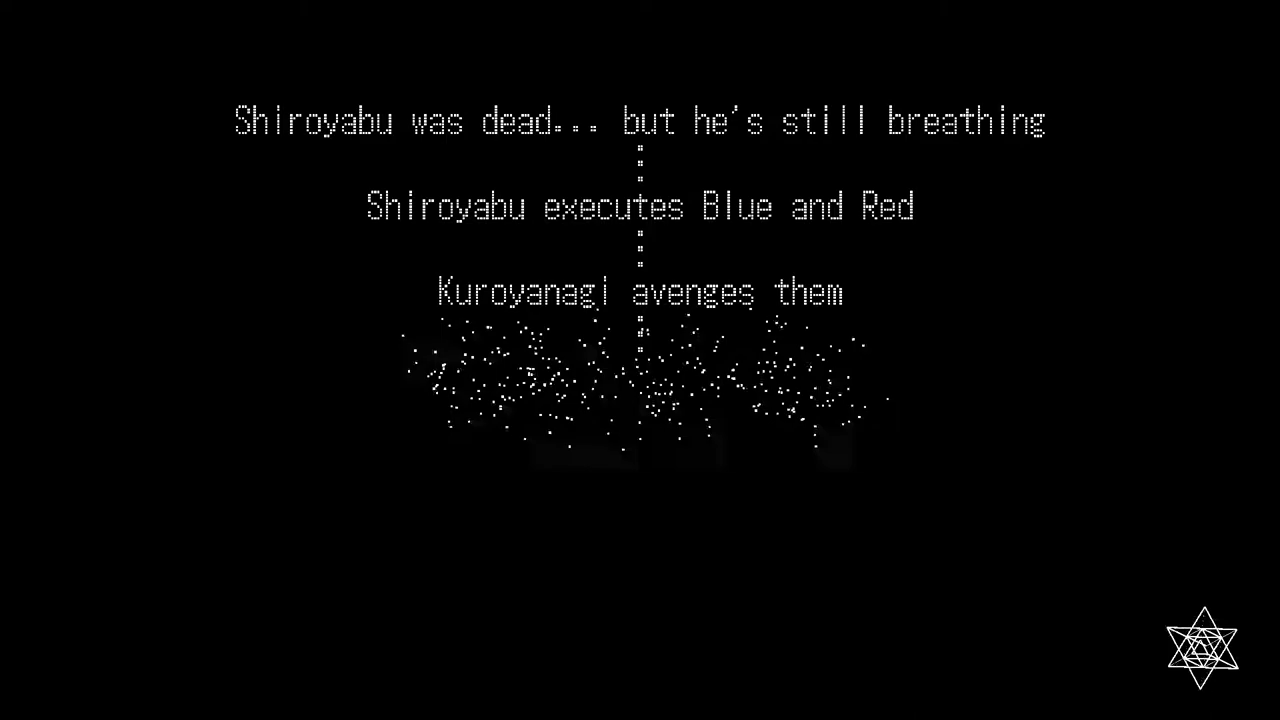 Shiroyabu was dead... but he's still breathing
Shiroyabu executes Blue and Red
Kuroyanagi avenges them